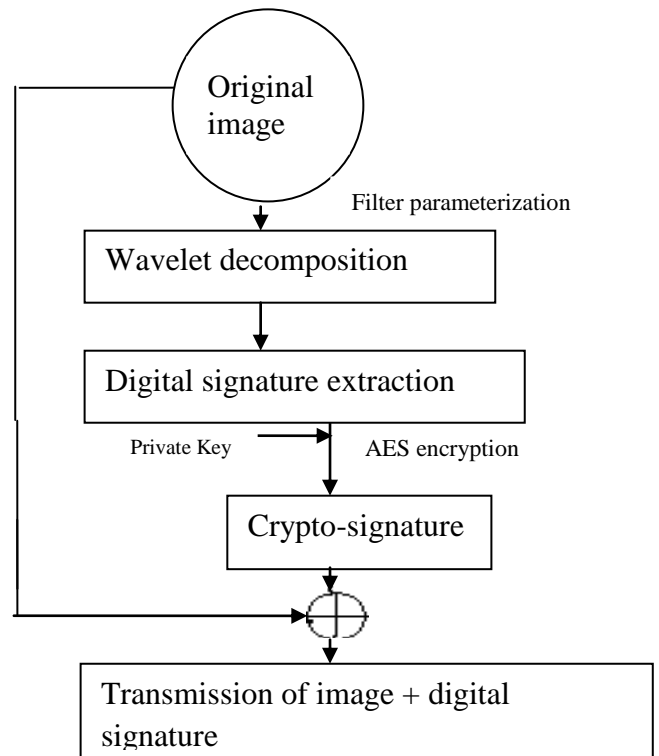 Original
image
Filter parameterization
Wavelet decomposition
Digital signature extraction
Private Key
AES encryption
Crypto-signature
Transmission of image + digital
signature